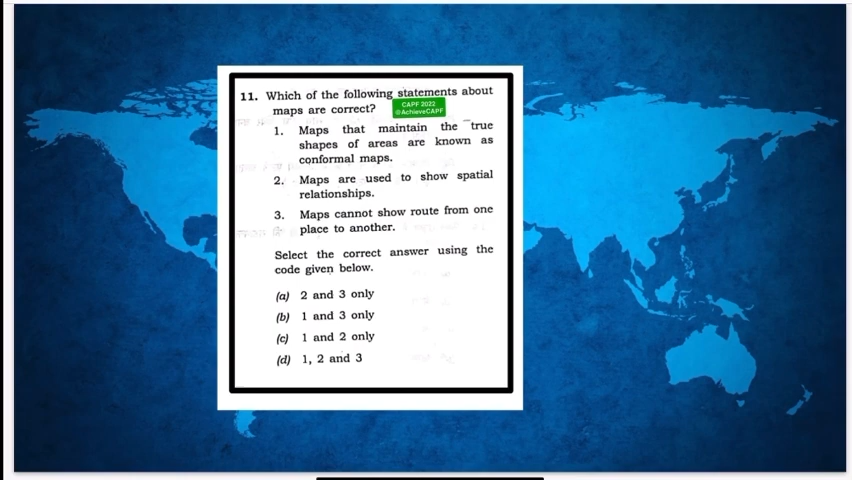 11. Which of the following statements about
maps are correct?
CAPF 2022
@AchieveCAPF
1. Maps that maintain the true
shapes of areas are known as
conformal maps.
2. Maps are used to show spatial
relationships.
3. Maps cannot show route from one
place to another.
Select the correct answer using the
code given below.
(a) 2 and 3 only
(b) 1 and 3 only
(c) 1 and 2 only
(d) 1, 2 and 3